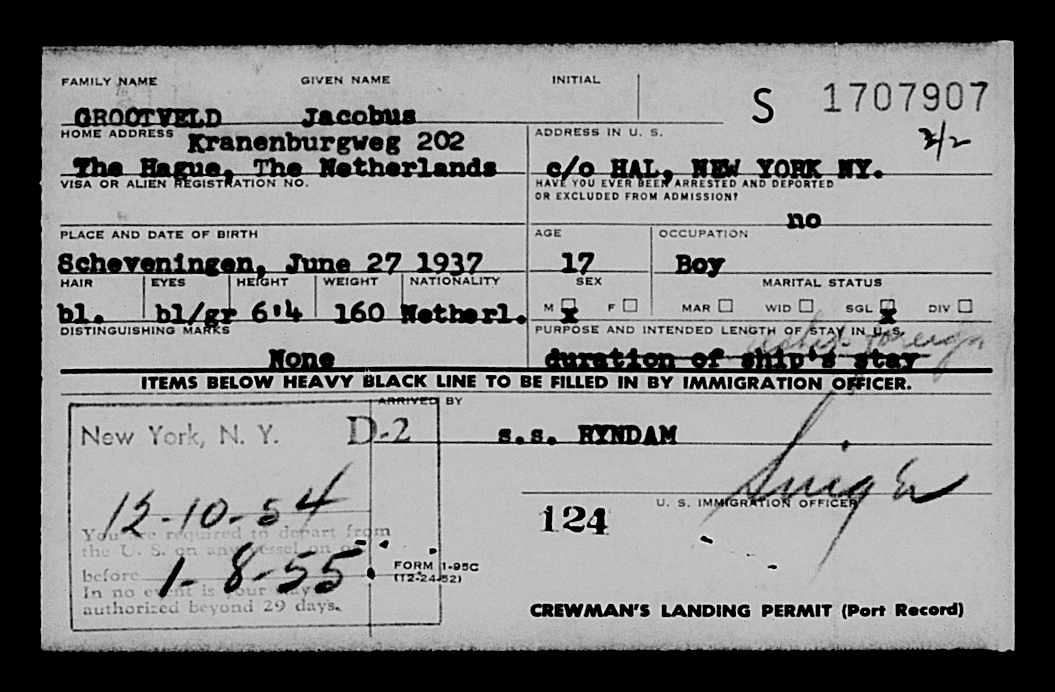 FAMILY NAME GIVEN NAME INITIAL
S 1707907
GROOTVELD Jacobus
HOME ADDRESS Kranenburgweg 202
ADDRESS IN U. S. 2/2
The Hague, The Netherlands
c/o HAL, NEW YORK NY.
VISA OR ALIEN REGISTRATION NO.
HAVE YOU EVER BEEN ARRESTED AND DEPORTED
OR EXCLUDED FROM ADMISSION?
no
PLACE AND DATE OF BIRTH AGE OCCUPATION
Scheveningen, June 27 1937 17 Boy
HAIR EYES HEIGHT WEIGHT NATIONALITY SEX MARITAL STATUS
bl. bl/gr 6'4 160 Netherl. M x F MAR WID SGL x DIV
DISTINGUISHING MARKS
PURPOSE AND INTENDED LENGTH OF STAY IN U.S.
foreign
None duration of ship's stay
ITEMS BELOW HEAVY BLACK LINE TO BE FILLED IN BY IMMIGRATION OFFICER.
ARRIVED BY
New York, N. Y. D-2 s.s. RYNDAM
12-10-54
U. S. IMMIGRATION OFFICER
124
You are required to depart from
the U. S. on any vessel on or
before 1-8-55
In no event is your stay
authorized beyond 29 days.
FORM I-95C
(12-24-52)
CREWMAN'S LANDING PERMIT (Port Record)